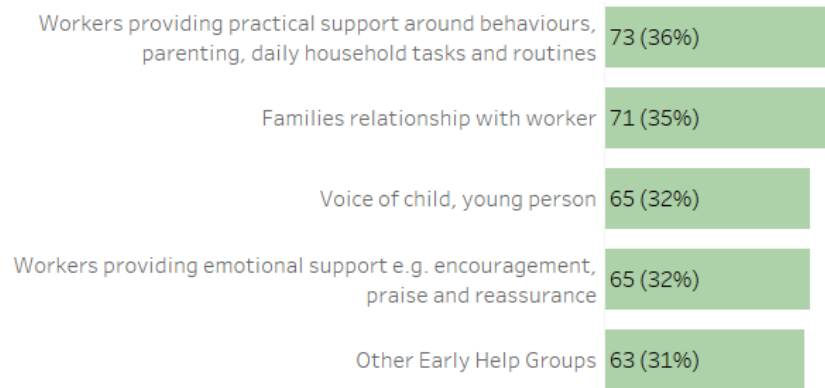 Workers providing practical support around behaviours,
parenting, daily household tasks and routines
73 (36%)
Families relationship with worker
71 (35%)
Voice of child, young person
65 (32%)
Workers providing emotional support e.g. encouragement,
praise and reassurance
65 (32%)
Other Early Help Groups
63 (31%)